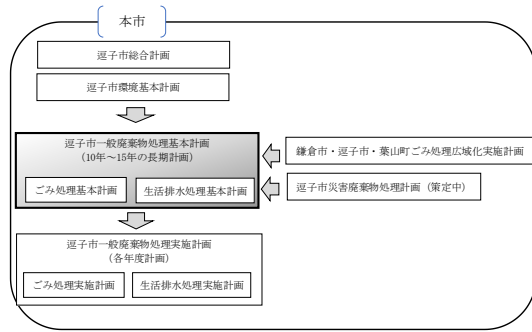 本市
逗子市総合計画
逗子市環境基本計画
逗子市一般廃棄物処理基本計画
(10年～15年の長期計画)
ごみ処理基本計画
生活排水処理基本計画
鎌倉市・逗子市・葉山町ごみ処理広域化実施計画
逗子市災害廃棄物処理計画（策定中）
逗子市一般廃棄物処理実施計画
(各年度計画)
ごみ処理実施計画
生活排水処理実施計画